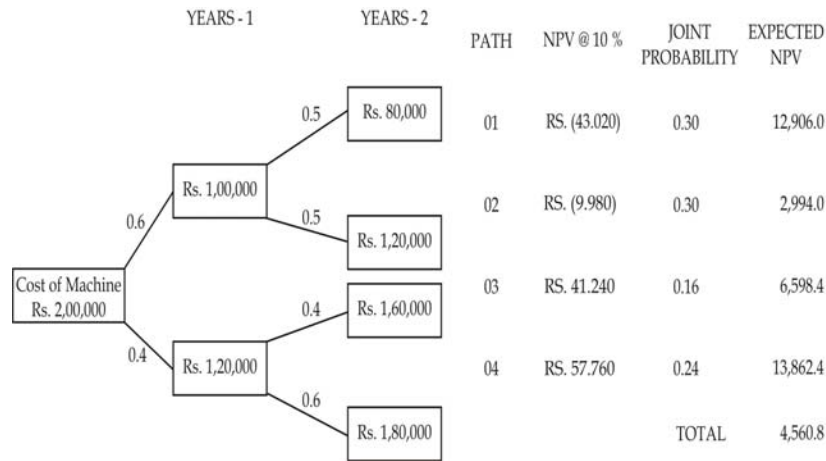 YEARS - 1 YEARS - 2
PATH NPV @ 10 % JOINT PROBABILITY EXPECTED NPV
0.5 Rs. 80,000 01 RS. (43.020) 0.30 12,906.0
Rs. 1,00,000
0.6 0.5 Rs. 1,20,000 02 RS. (9.980) 0.30 2,994.0
Cost of Machine
Rs. 2,00,000
0.4 0.4 Rs. 1,60,000 03 RS. 41.240 0.16 6,598.4
Rs. 1,20,000
0.6 Rs. 1,80,000 04 RS. 57.760 0.24 13,862.4
TOTAL 4,560.8